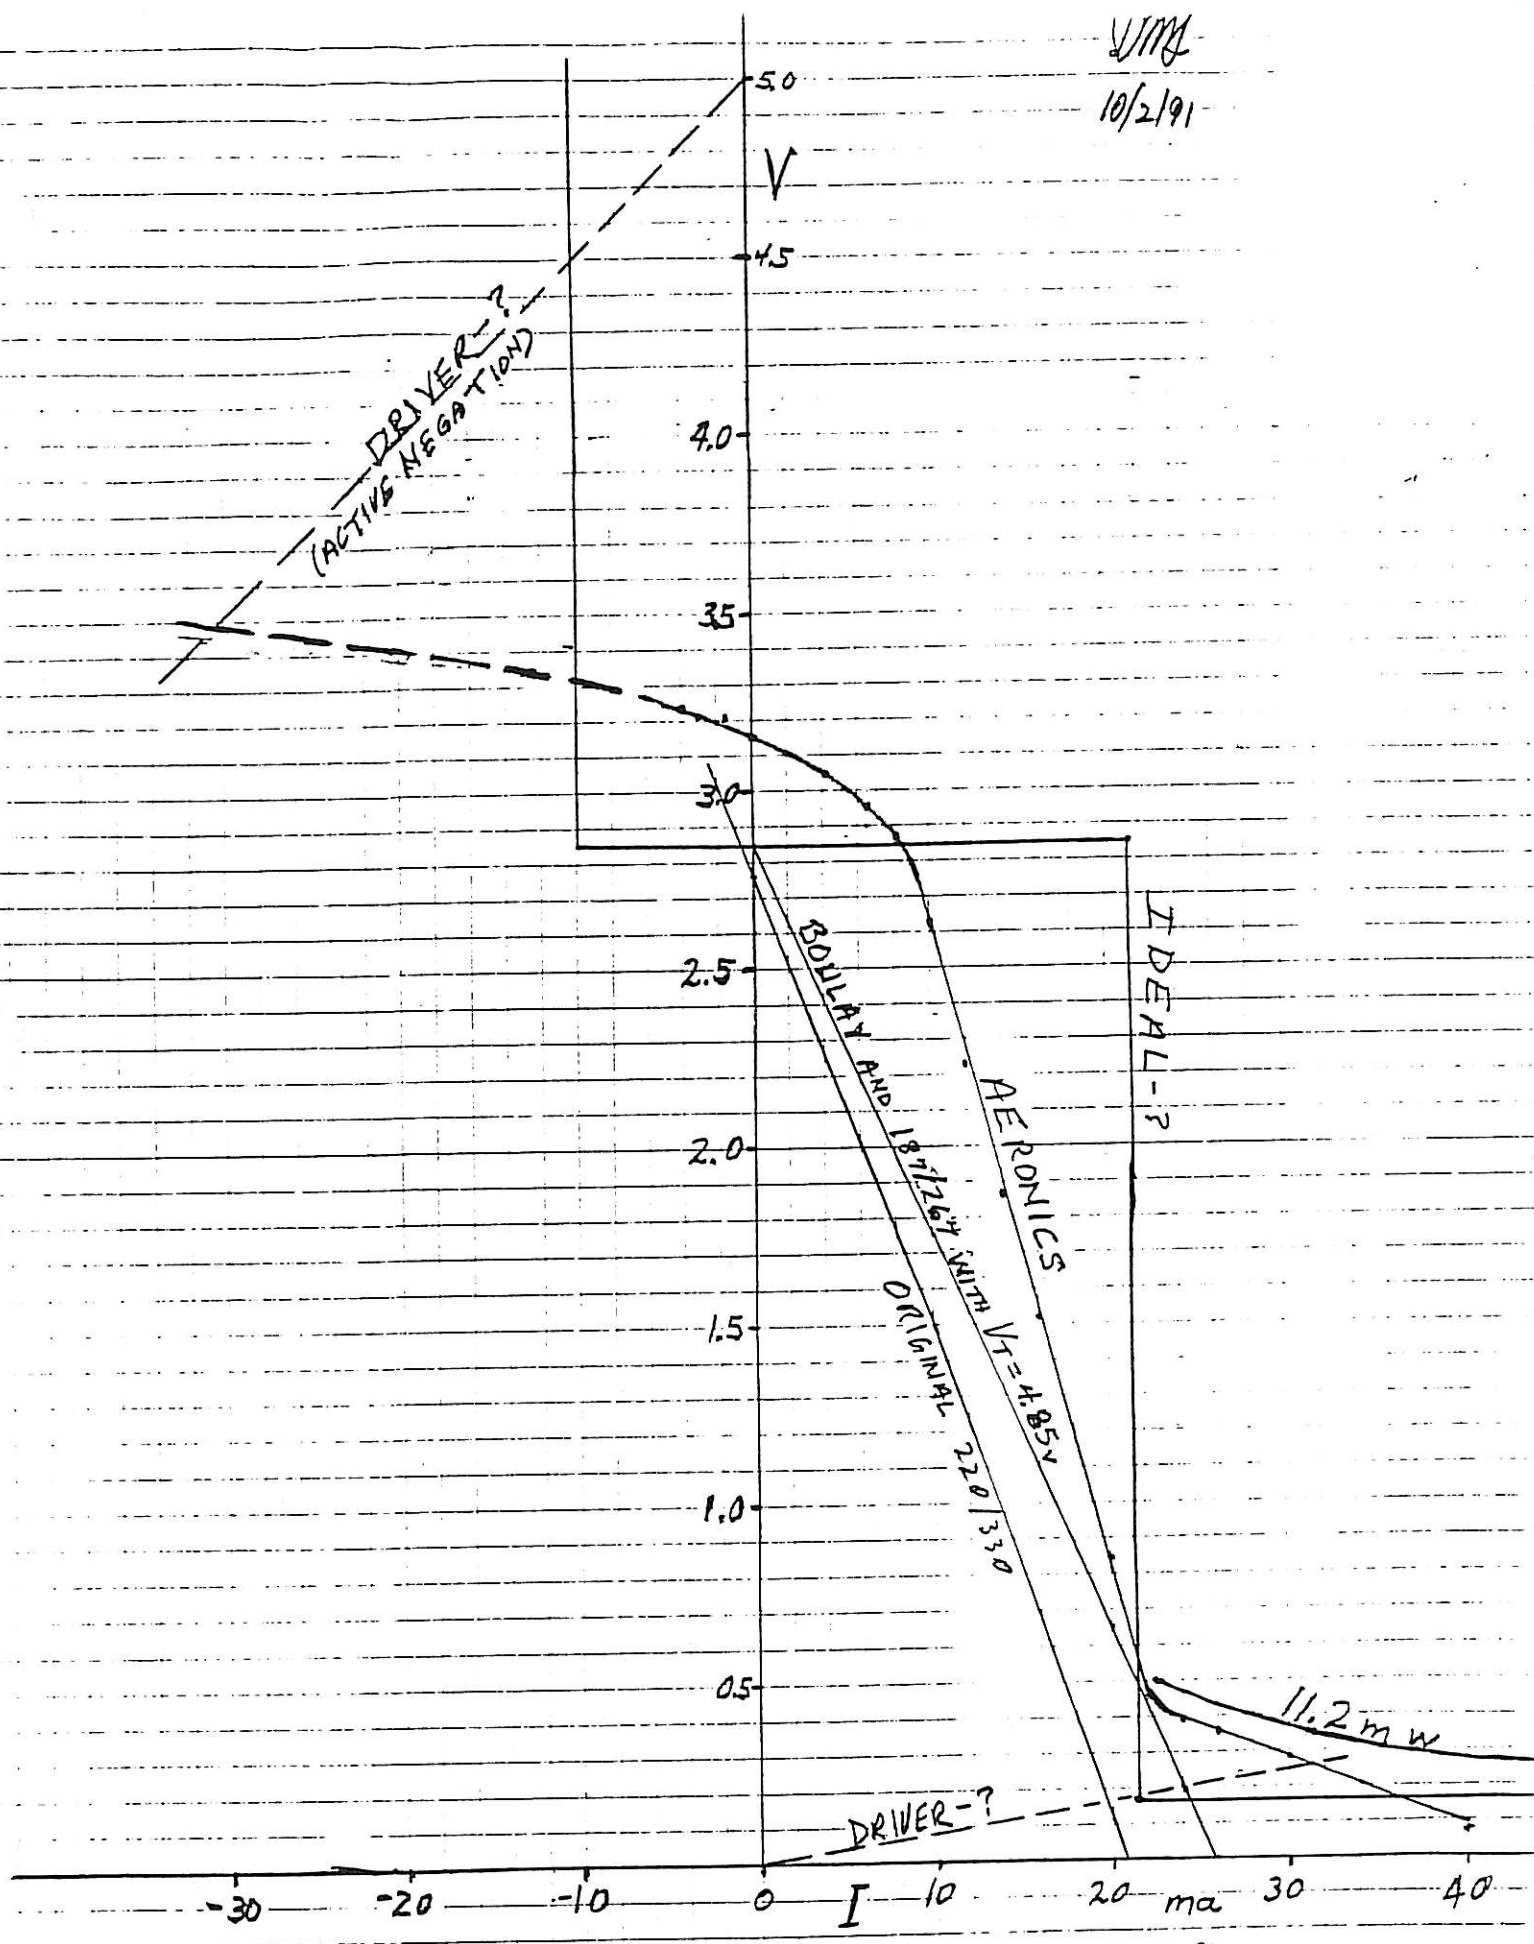 10/2/91
5.0
V
4.5
DRIVER-?
(ACTIVE NEGATION)
4.0
3.5
3.0
2.5
2.0
1.5
1.0
0.5
IDEAL-?
AERONICS
BOULAY AND 187/267 WITH VT=4.85v
ORIGINAL 220/330
11.2 mw
DRIVER-?
-30 -20 -10 0 I 10 20 ma 30 40